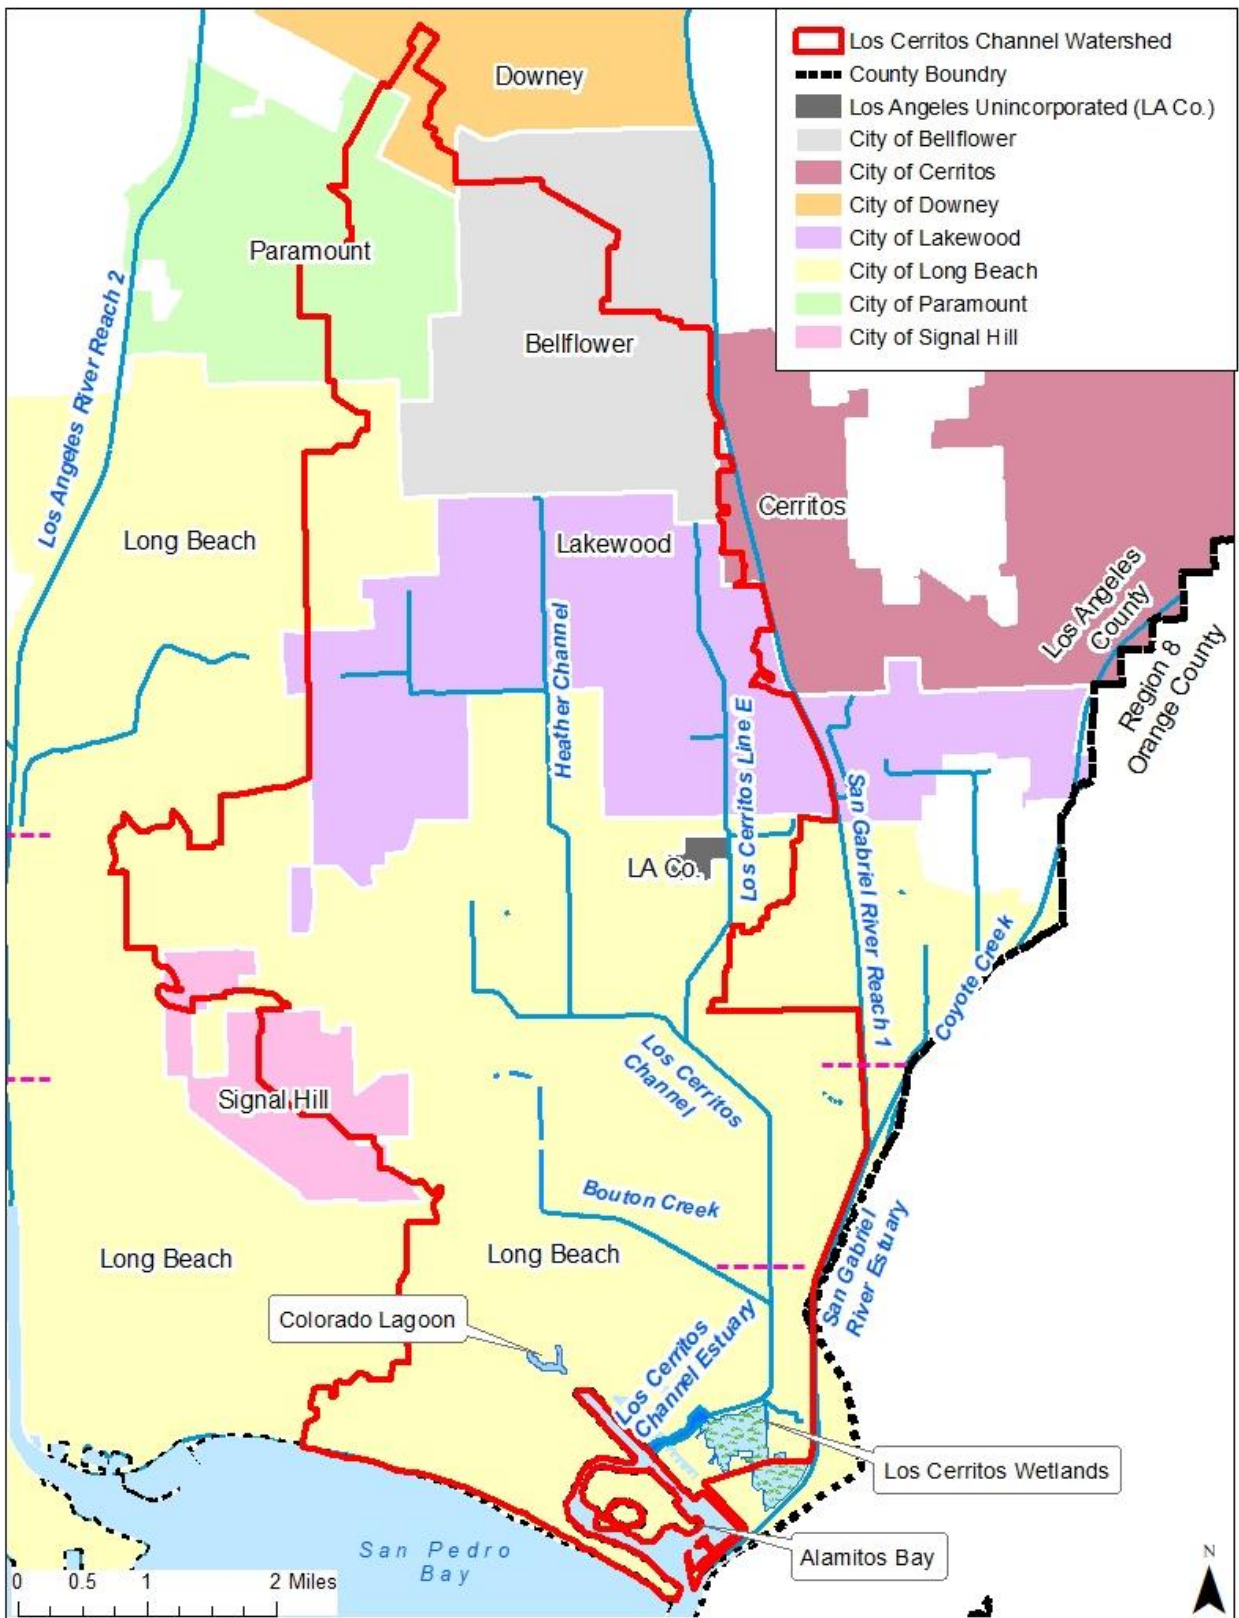 Los Cerritos Channel Watershed
County Boundry
Los Angeles Unincorporated (LA Co.)
City of Bellflower
City of Cerritos
City of Downey
City of Lakewood
City of Long Beach
City of Paramount
City of Signal Hill
Downey
Paramount
Los Angeles River Reach 2
Bellflower
Cerritos
Long Beach
Lakewood
Los Angeles
County
Region 8
Orange County
Heather Channel
Los Cerritos Line E
San Gabriel River Reach 1
LA Co.
Coyote Creek
Los Cerritos
Channel
Signal Hill
Bouton Creek
San Gabriel
River Estuary
Long Beach
Long Beach
Colorado Lagoon
Los Cerritos
Channel Estuary
Los Cerritos Wetlands
Alamitos Bay
San Pedro
Bay
0 0.5 1 2 Miles
N